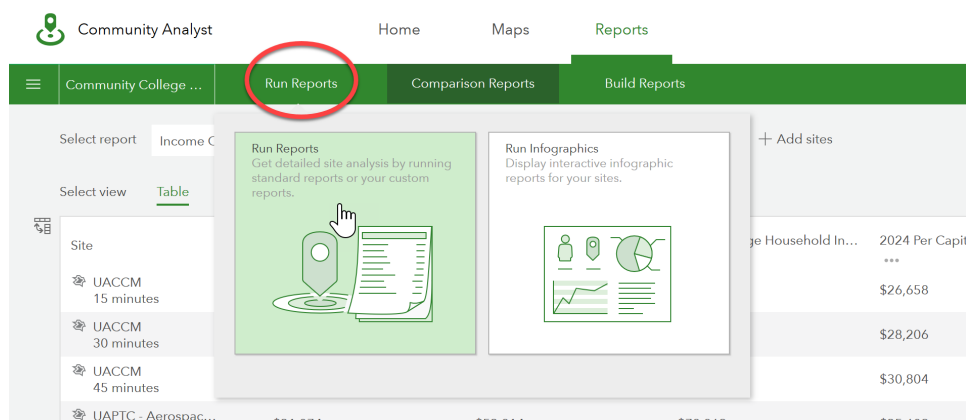 Community Analyst
Home
Maps
Reports
Community College ...
Run Reports
Comparison Reports
Build Reports
Select report
Income
Add sites
Run Reports
Get detailed site analysis by running
standard reports or your custom
reports.
Run Infographics
Display interactive infographic
reports for your sites.
Select view
Table
Site
ge Household In...
2024 Per Capit
UACCM
15 minutes
$26,658
UACCM
30 minutes
$28,206
UACCM
45 minutes
$30,804
UAPTC - Aerospac...